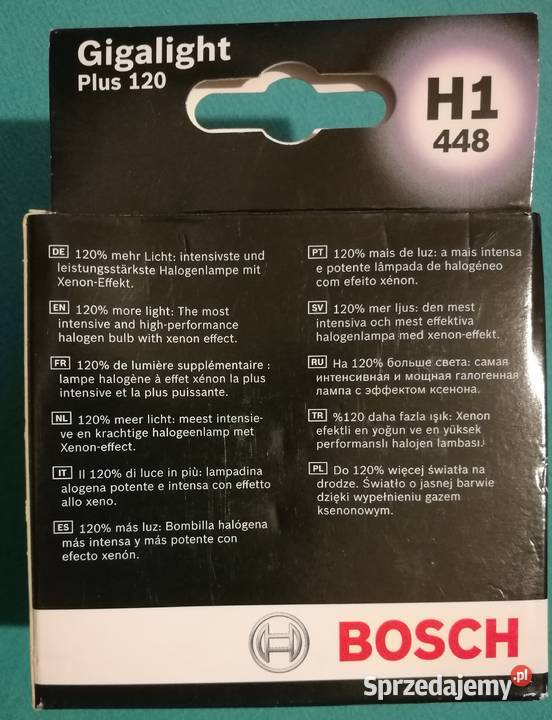 Gigalight
Plus 120
H1
448
DE 120% mehr Licht: intensivste und
leistungsstärkste Halogenlampe mit
Xenon-Effekt.
EN 120% more light: The most
intensive and high-performance
halogen bulb with xenon effect.
FR 120% de lumière supplémentaire :
lampe halogène à effet xénon la plus
intensive et la plus puissante.
NL 120% meer licht: meest intensie-
ve en krachtige halogeenlamp met
Xenon-effect.
IT Il 120% di luce in più: lampadina
alogena potente e intensa con effetto
allo xeno.
ES 120% más luz: Bombilla halógena
más intensa y más potente con
efecto xenón.
PT 120% mais de luz: a mais intensa
e potente lâmpada de halogéneo
com efeito xénon.
SV 120% mer ljus: den mest
intensiva och mest effektiva
halogenlampa med xenon-effekt.
RU На 120% больше света: самая
интенсивная и мощная галогенная
лампа с эффектом ксенона.
TR %120 daha fazla ışık: Xenon
efektli en yoğun ve en yüksek
performanslı halojen lambası.
PL Do 120% więcej światła na
drodze. Światło o jasnej barwie
dzięki wypełnieniu gazem
ksenonowym.
BOSCH
Sprzedajemy.pl